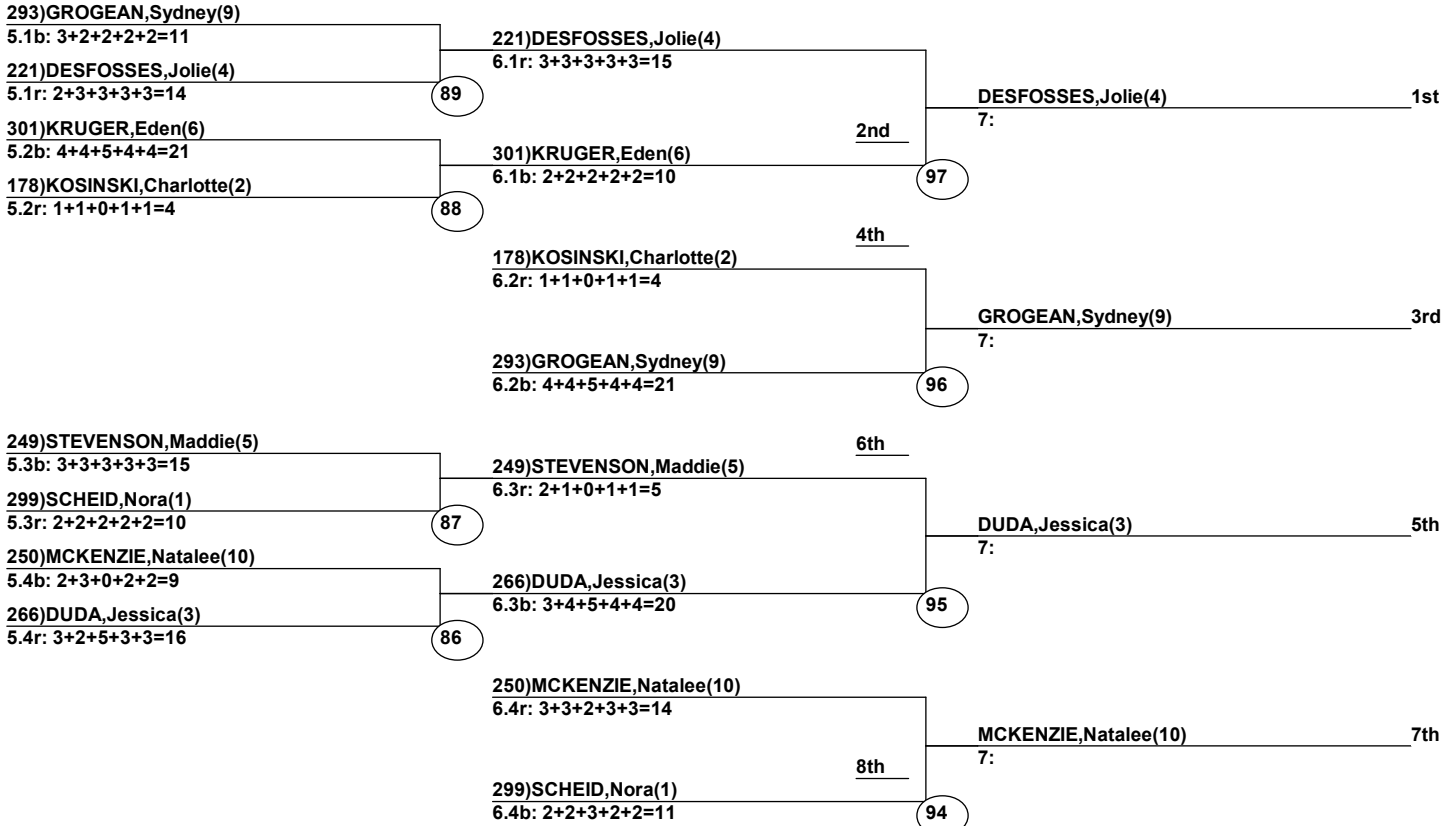 293)GROGEAN,Sydney(9)
5.1b: 3+2+2+2+2=11
221)DESFOSSES,Jolie(4)
5.1r: 2+3+3+3+3=14
89
301)KRUGER,Eden(6)
5.2b: 4+4+5+4+4=21
178)KOSINSKI,Charlotte(2)
5.2r: 1+1+0+1+1=4
88
221)DESFOSSES,Jolie(4)
6.1r: 3+3+3+3+3=15
2nd
301)KRUGER,Eden(6)
6.1b: 2+2+2+2+2=10
97
DESFOSSES,Jolie(4) 1st
7:
4th
178)KOSINSKI,Charlotte(2)
6.2r: 1+1+0+1+1=4
293)GROGEAN,Sydney(9)
6.2b: 4+4+5+4+4=21
96
GROGEAN,Sydney(9) 3rd
7:
249)STEVENSON,Maddie(5)
5.3b: 3+3+3+3+3=15
299)SCHEID,Nora(1)
5.3r: 2+2+2+2+2=10
87
250)MCKENZIE,Natalee(10)
5.4b: 2+3+0+2+2=9
266)DUDA,Jessica(3)
5.4r: 3+2+5+3+3=16
86
6th
249)STEVENSON,Maddie(5)
6.3r: 2+1+0+1+1=5
266)DUDA,Jessica(3)
6.3b: 3+4+5+4+4=20
95
DUDA,Jessica(3) 5th
7:
250)MCKENZIE,Natalee(10)
6.4r: 3+3+2+3+3=14
8th
299)SCHEID,Nora(1)
6.4b: 2+2+3+2+2=11
94
MCKENZIE,Natalee(10) 7th
7: